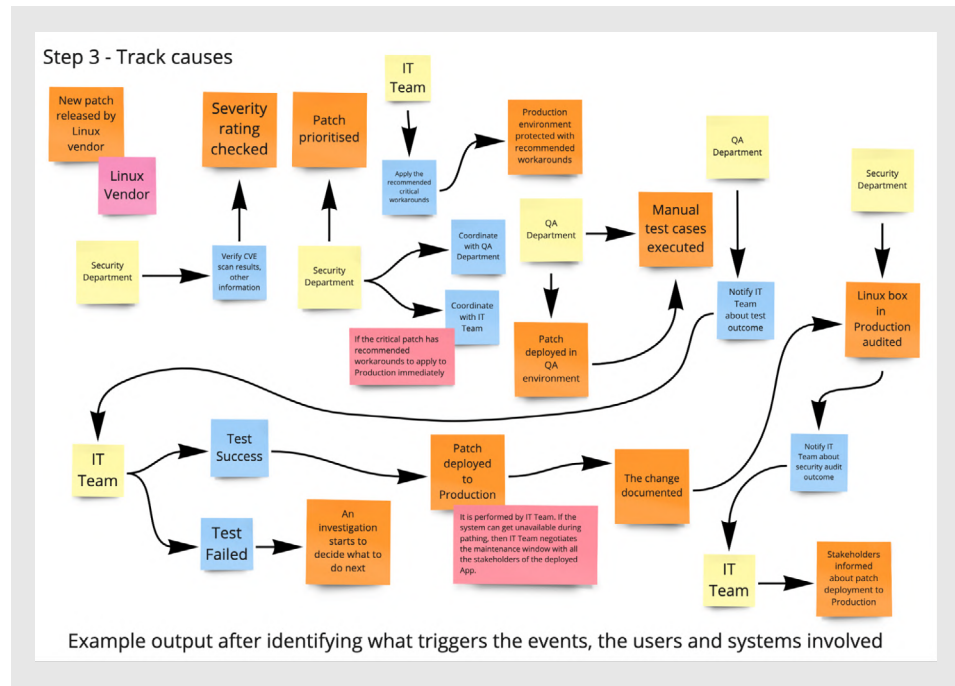 Step 3 - Track causes
New patch
released by
Linux
vendor
Linux
Vendor
Severity
rating
checked
Patch
prioritised
IT
Team
Apply the
recommended
critical
workarounds
Production
environment
protected with
recommended
workarounds
Security
Department
Verify CVE
scan results,
other
information
Security
Department
Coordinate
with QA
Department
Coordinate
with IT
Team
If the critical patch has
recommended
workarounds to apply to
Production immediately
QA
Department
Manual
test cases
executed
Patch
deployed in
QA
environment
QA
Department
Notify IT
Team
about test
outcome
Security
Department
Linux box
in
Production
audited
Notify IT
Team about
security audit
outcome
IT
Team
Test
Success
Test
Failed
An
investigation
starts to
decide what to
do next
Patch
deployed
to
Production
It is performed by IT Team. If the
system can get unavailable during
pathing, then IT Team negotiates
the maintenance window with all
the stakeholders of the deployed
App.
The change
documented
IT
Team
Stakeholders
informed
about patch
deployment to
Production
Example output after identifying what triggers the events, the users and systems involved